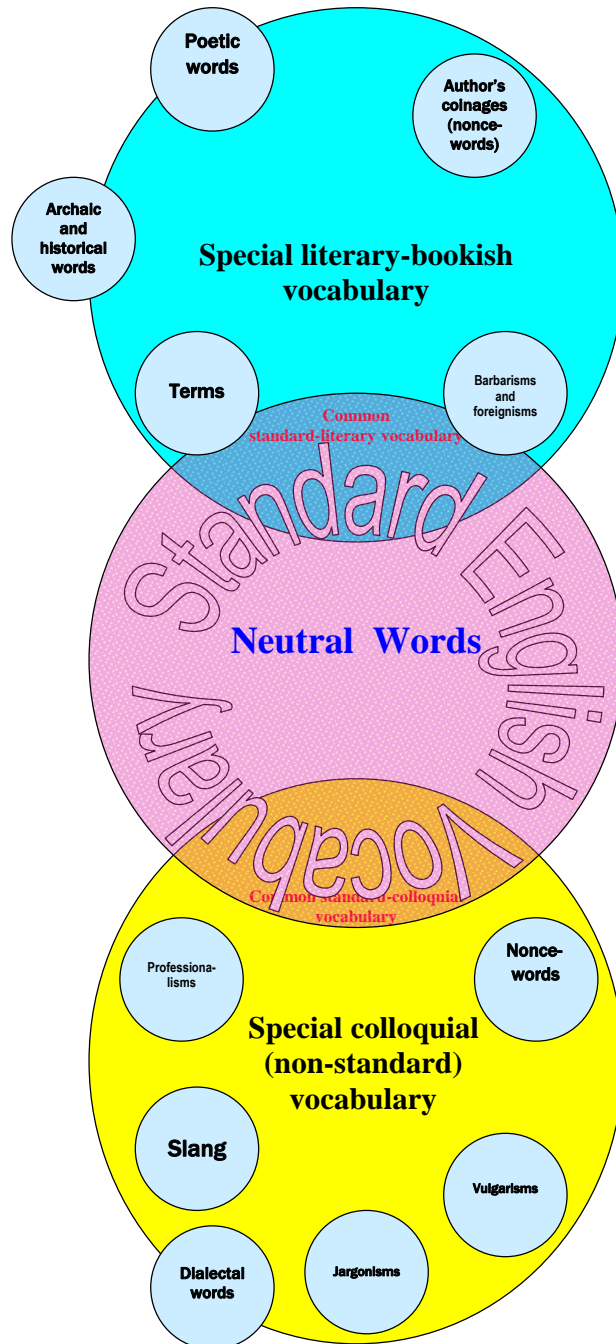 Poetic
words
Author's
coinages
(nonce-
words)
Archaic
and
historical
words
Special literary-bookish
vocabulary
Terms
Barbarisms
and
foreignisms
Common
standard-literary vocabulary
Standard English Vocabulary
Neutral Words
Common standard-colloquial
vocabulary
Professiona-
lisms
Nonce-
words
Special colloquial
(non-standard)
vocabulary
Slang
Vulgarisms
Dialectal
words
Jargonisms